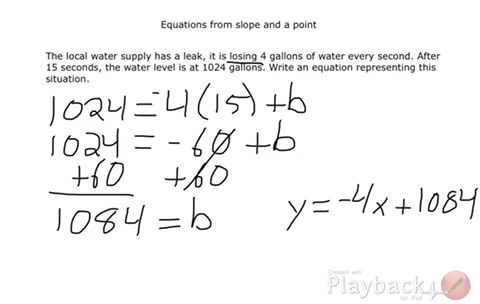 Equations from slope and a point
The local water supply has a leak, it is losing 4 gallons of water every second. After
15 seconds, the water level is at 1024 gallons. Write an equation representing this
situation.
1024 = -4(15) + b
1024 = -60 + b
+60 +60
1084 = b
y = -4x + 1084
Created with
Playback
for iPad